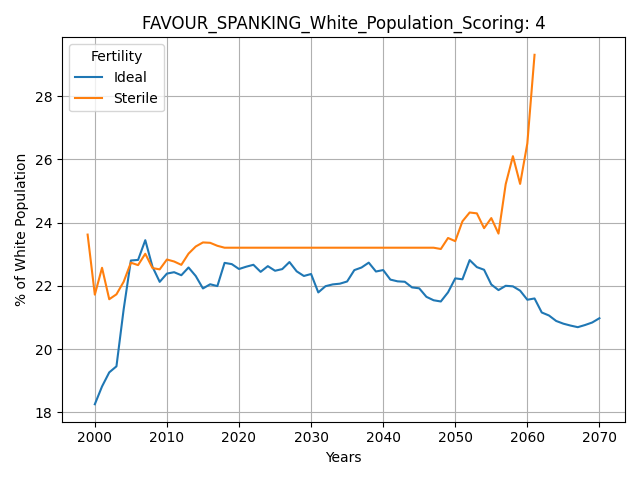 FAVOUR_SPANKING_White_Population_Scoring: 4
Fertility
Ideal
Sterile
% of White Population
28
26
24
22
20
18
2000 2010 2020 2030 2040 2050 2060 2070
Years